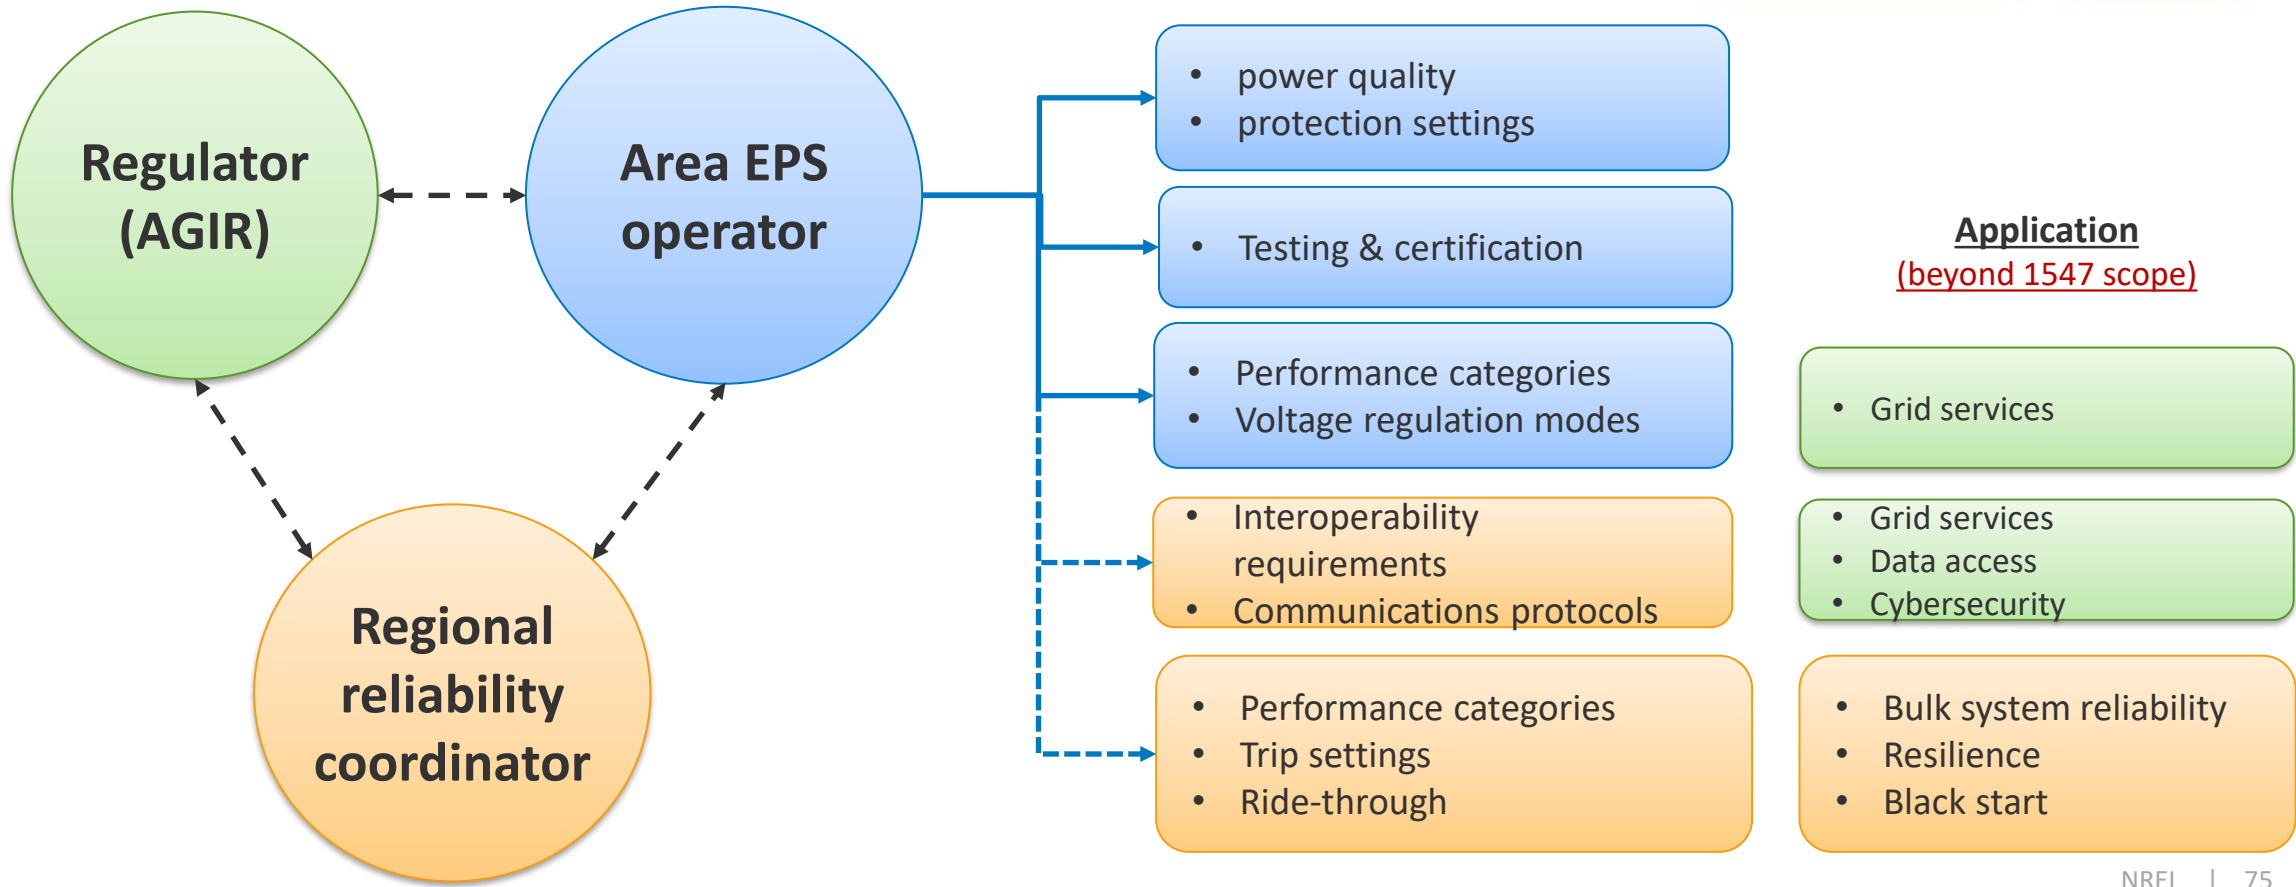 Regulator
(AGIR)
Area EPS
operator
Regional
reliability
coordinator
• power quality
• protection settings
• Testing & certification
• Performance categories
• Voltage regulation modes
• Interoperability
requirements
• Communications protocols
• Performance categories
• Trip settings
• Ride-through
Application
(beyond 1547 scope)
• Grid services
• Grid services
• Data access
• Cybersecurity
• Bulk system reliability
• Resilience
• Black start
NREL | 75